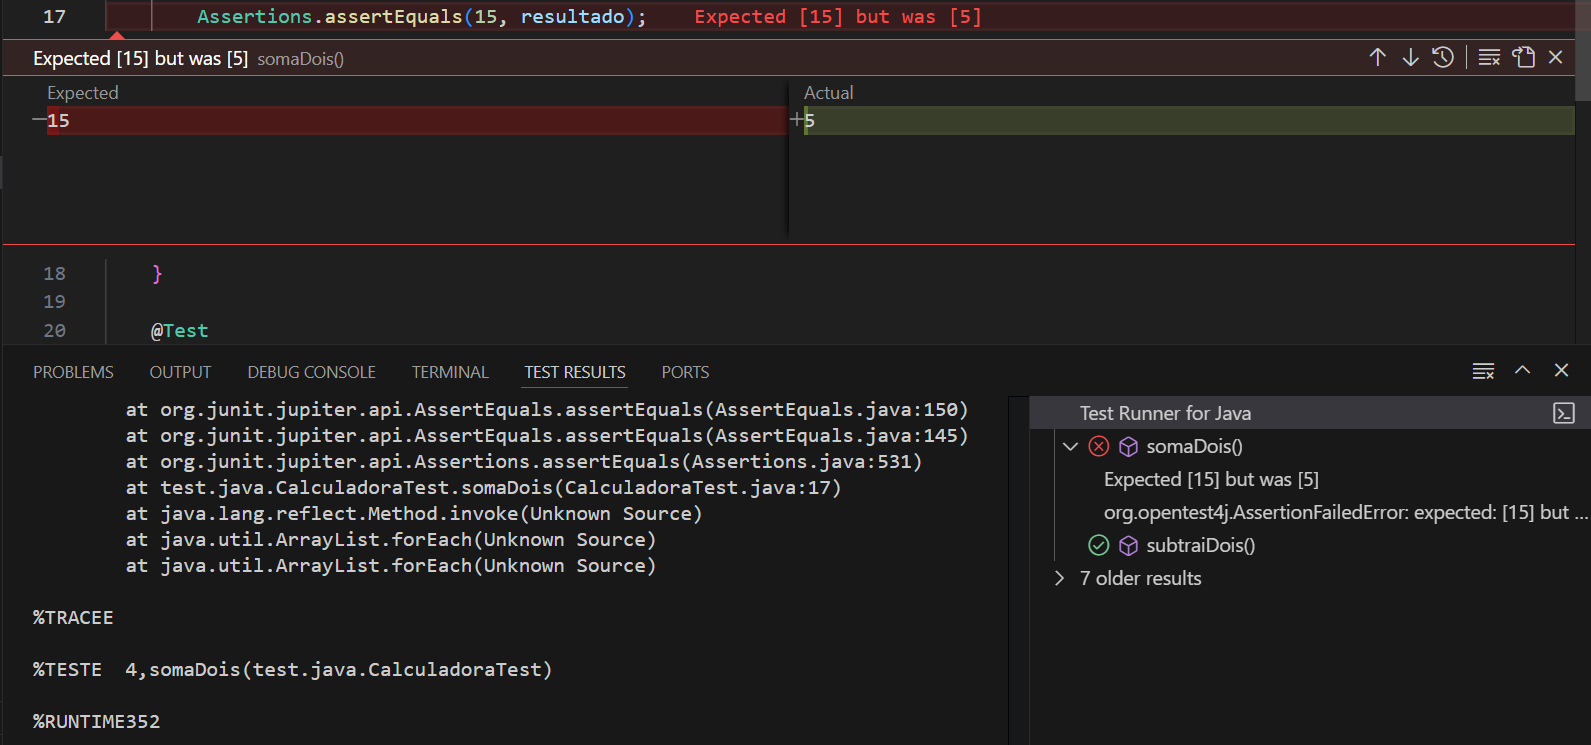 17 Assertions.assertEquals(15, resultado); Expected [15] but was [5]
Expected [15] but was [5] somaDois()
Expected Actual
15 5
18 }
19
20 @Test
PROBLEMS OUTPUT DEBUG CONSOLE TERMINAL TEST RESULTS PORTS
at org.junit.jupiter.api.AssertEquals.assertEquals(AssertEquals.java:150)
at org.junit.jupiter.api.AssertEquals.assertEquals(AssertEquals.java:145)
at org.junit.jupiter.api.Assertions.assertEquals(Assertions.java:531)
at test.java.CalculadoraTest.somaDois(CalculadoraTest.java:17)
at java.lang.reflect.Method.invoke(Unknown Source)
at java.util.ArrayList.forEach(Unknown Source)
at java.util.ArrayList.forEach(Unknown Source)
%TRACEE
%TESTE 4,somaDois(test.java.CalculadoraTest)
%RUNTIME352
Test Runner for Java
somaDois()
Expected [15] but was [5]
org.opentest4j.AssertionFailedError: expected: [15] but ...
subtraiDois()
7 older results